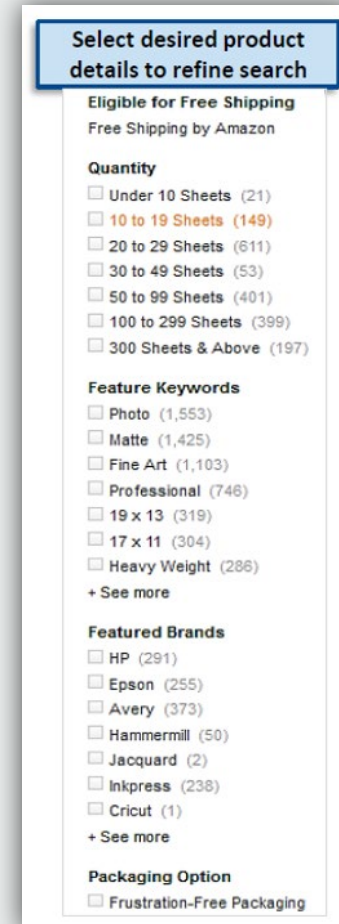 Select desired product
details to refine search
Eligible for Free Shipping
Free Shipping by Amazon
Quantity
Under 10 Sheets (21)
10 to 19 Sheets (149)
20 to 29 Sheets (611)
30 to 49 Sheets (53)
50 to 99 Sheets (401)
100 to 299 Sheets (399)
300 Sheets & Above (197)
Feature Keywords
Photo (1,553)
Matte (1,425)
Fine Art (1,103)
Professional (746)
19 x 13 (319)
17 x 11 (304)
Heavy Weight (286)
+ See more
Featured Brands
HP (291)
Epson (255)
Avery (373)
Hammermill (50)
Jacquard (2)
Inkpress (238)
Cricut (1)
+ See more
Packaging Option
Frustration-Free Packaging